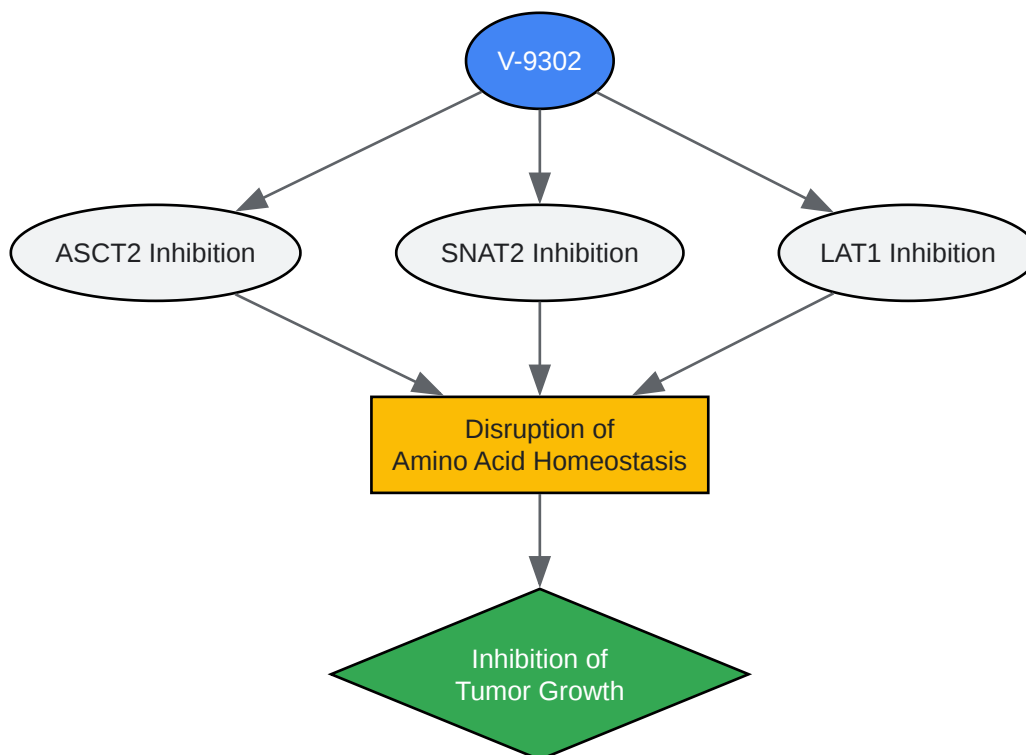 V-9302
ASCT2 Inhibition
SNAT2 Inhibition
LAT1 Inhibition
Disruption of
Amino Acid Homeostasis
Inhibition of
Tumor Growth